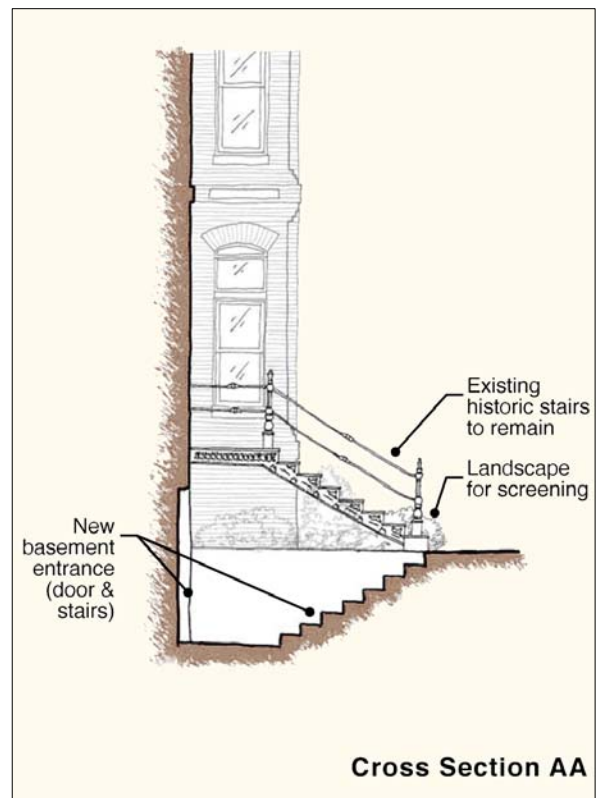 Existing
historic stairs
to remain
Landscape
for screening
New
basement
entrance
(door &
stairs)
Cross Section AA